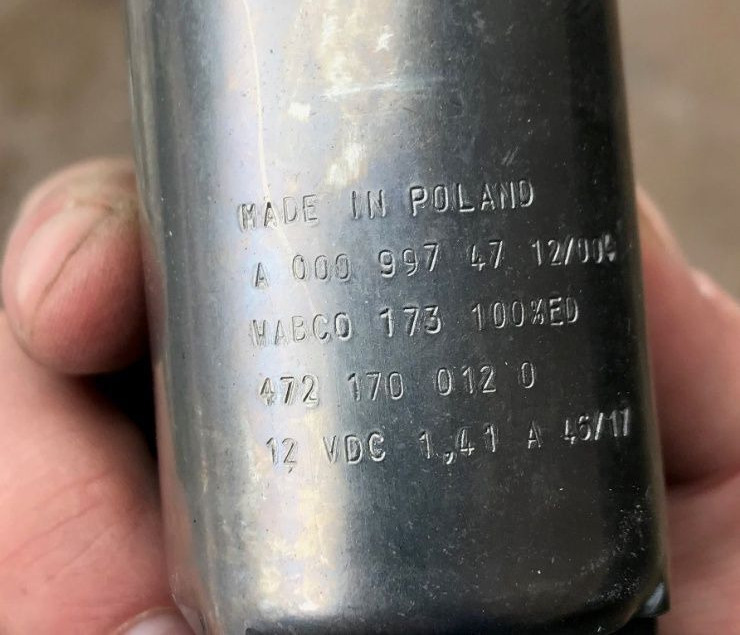 MADE IN POLAND
A 000 997 47 12/004
WABCO 173 100%ED
472 170 012 0
12 VDC 1,41 A 46/17